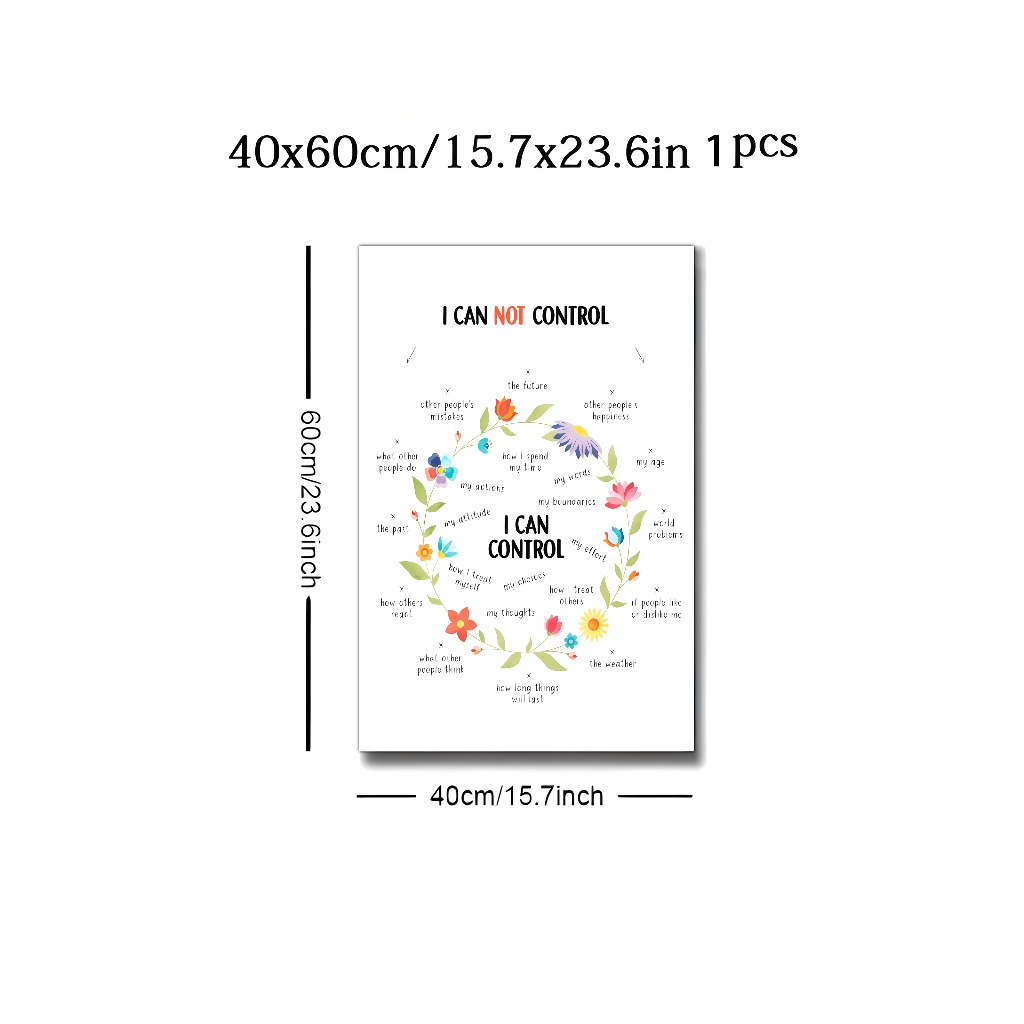 40x60cm/15.7x23.6in 1pcs
60cm/23.6inch
I CAN NOT CONTROL
x
the future
x
other people's
mistakes
x
other people's
happiness
x
what other
people do
x
my age
how I spend
my time
my words
my actions
my boundaries
x
the past
my attitude
I CAN
CONTROL
x
world
problems
my effort
how I treat
myself
my choices
how I treat
others
x
how others
react
my thoughts
x
if people like
or dislike me
x
what other
people think
x
the weather
x
how long things
will last
40cm/15.7inch